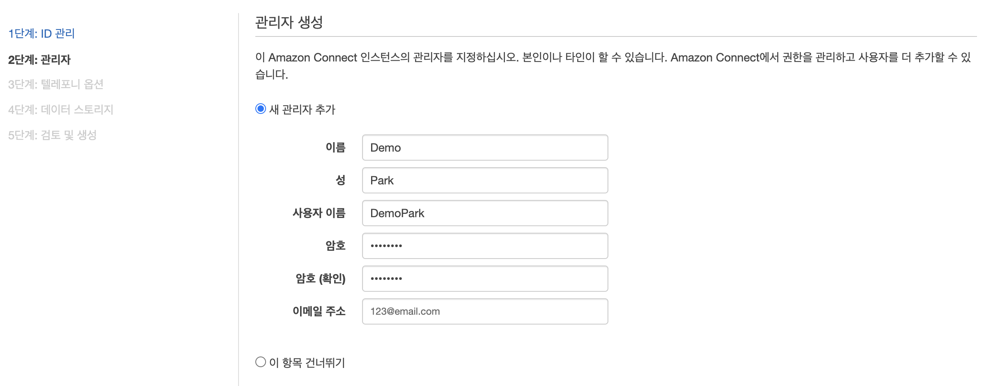 1단계: ID 관리
2단계: 관리자
3단계: 텔레포니 옵션
4단계: 데이터 스토리지
5단계: 검토 및 생성
관리자 생성
이 Amazon Connect 인스턴스의 관리자를 지정하십시오. 본인이나 타인이 할 수 있습니다. Amazon Connect에서 권한을 관리하고 사용자를 더 추가할 수 있
습니다.
새 관리자 추가
이름 Demo
성 Park
사용자 이름 DemoPark
암호 ••••••••
암호 (확인) ••••••••
이메일 주소 123@email.com
이 항목 건너뛰기